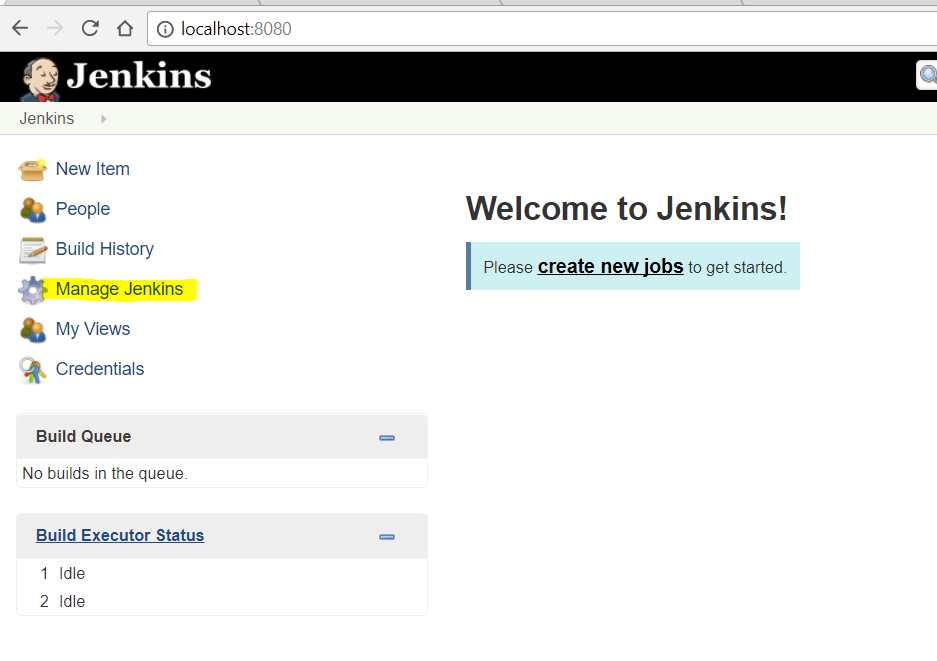 localhost:8080
Jenkins
Jenkins
New Item
People
Build History
Manage Jenkins
My Views
Credentials
Build Queue
No builds in the queue.
Build Executor Status
1 Idle
2 Idle
Welcome to Jenkins!
Please create new jobs to get started.